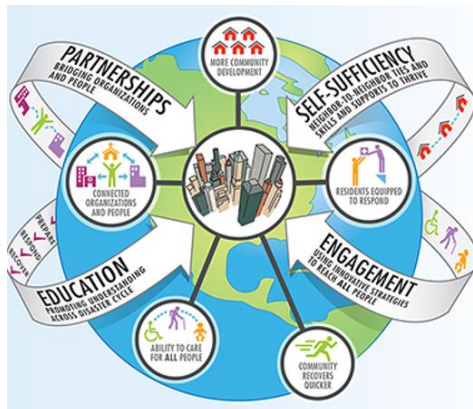 MORE COMMUNITY
DEVELOPMENT
PARTNERSHIPS
BRIDGING ORGANIZATIONS
AND PEOPLE
SELF-SUFFICIENCY
NEIGHBOR-TO-NEIGHBOR TIES AND
SKILLS AND SUPPORTS TO THRIVE
CONNECTED
ORGANIZATIONS
AND PEOPLE
RESIDENTS EQUIPPED
TO RESPOND
PREPARE
RESPOND
RECOVER
EDUCATION
PROMOTING UNDERSTANDING
ACROSS DISASTER CYCLE
ENGAGEMENT
USING INNOVATIVE STRATEGIES
TO REACH ALL PEOPLE
ABILITY TO CARE
FOR ALL PEOPLE
COMMUNITY
RECOVERS
QUICKER